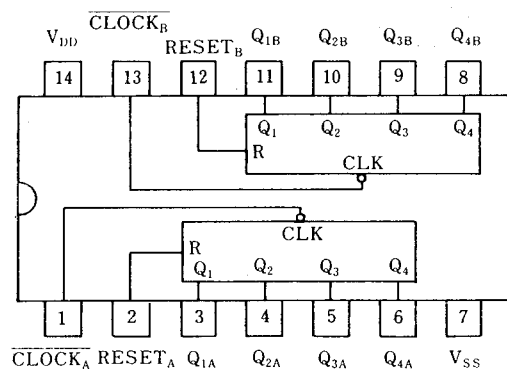 V_DD CLOCK_B RESET_B Q_1B Q_2B Q_3B Q_4B
14 13 12 11 10 9 8
Q_1 Q_2 Q_3 Q_4
R
CLK
CLK
R
Q_1 Q_2 Q_3 Q_4
1 2 3 4 5 6 7
CLOCK_A RESET_A Q_1A Q_2A Q_3A Q_4A V_SS